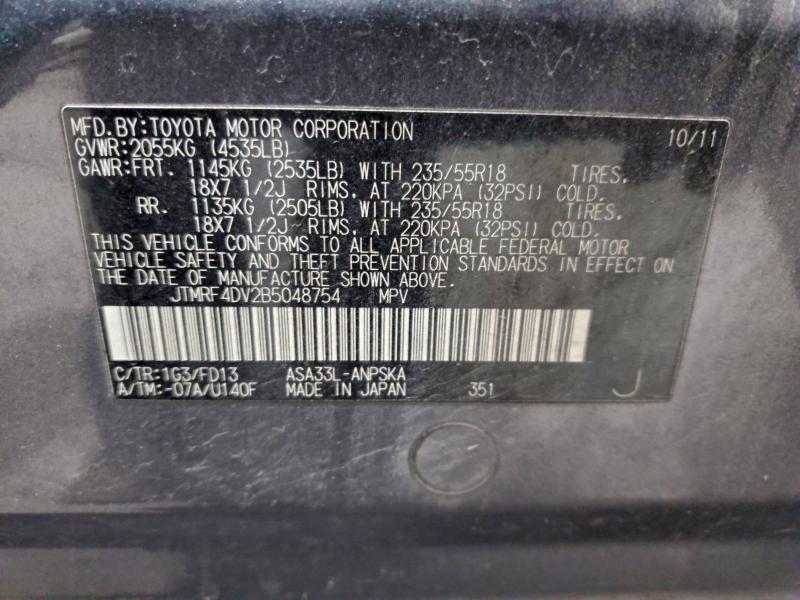 MFD.BY:TOYOTA MOTOR CORPORATION 10/11
GVWR:2055KG (4535LB)
GAWR:FRT. 1145KG (2535LB) WITH 235/55R18 TIRES,
18X7 1/2J RIMS, AT 220KPA (32PSI) COLD.
RR. 1135KG (2505LB) WITH 235/55R18 TIRES,
18X7 1/2J RIMS, AT 220KPA (32PSI) COLD.
THIS VEHICLE CONFORMS TO ALL APPLICABLE FEDERAL MOTOR
VEHICLE SAFETY AND THEFT PREVENTION STANDARDS IN EFFECT ON
THE DATE OF MANUFACTURE SHOWN ABOVE.
JTMRF4DV2B5048754 MPV
C/TR:1G3/FD13 ASA33L-ANPSKA
A/TM:-07A/U140F MADE IN JAPAN 351 J